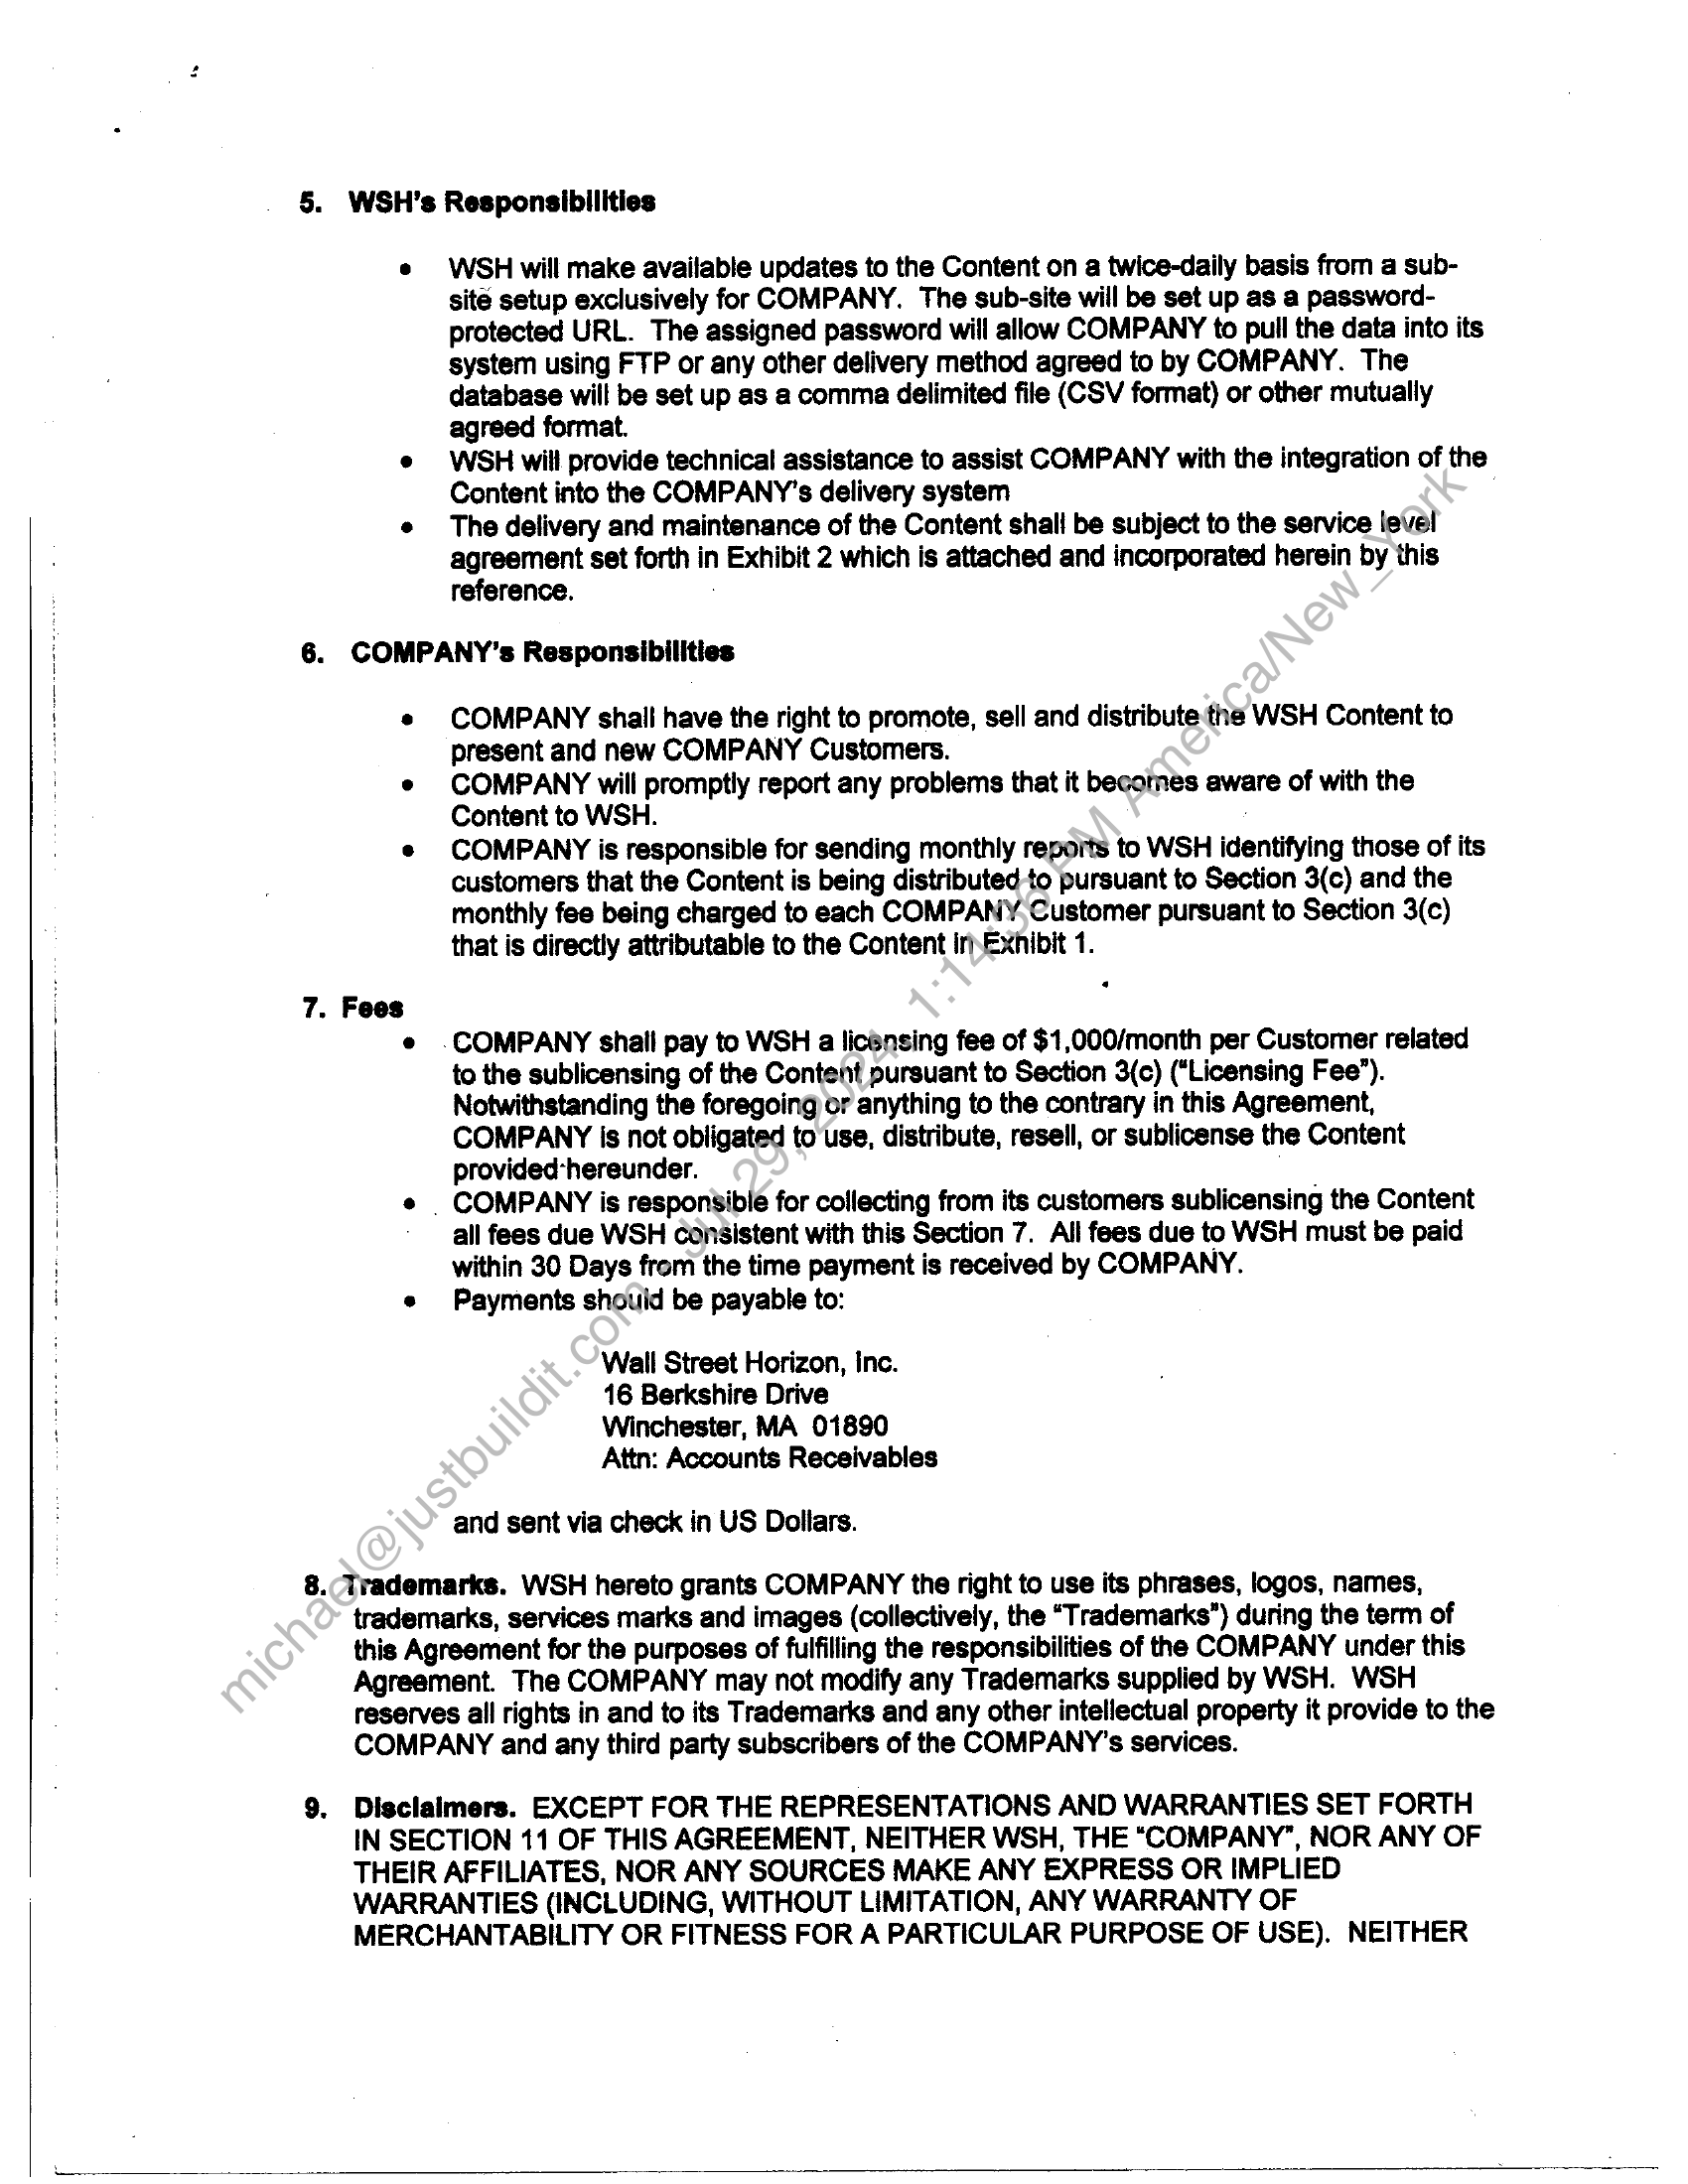 5. WSH's Responsibilities
• WSH will make available updates to the Content on a twice-daily basis from a sub-
site setup exclusively for COMPANY. The sub-site will be set up as a password-
protected URL. The assigned password will allow COMPANY to pull the data into its
system using FTP or any other delivery method agreed to by COMPANY. The
database will be set up as a comma delimited file (CSV format) or other mutually
agreed format.
• WSH will provide technical assistance to assist COMPANY with the integration of the
Content into the COMPANY's delivery system
• The delivery and maintenance of the Content shall be subject to the service level
agreement set forth in Exhibit 2 which is attached and incorporated herein by this
reference.
6. COMPANY's Responsibilities
• COMPANY shall have the right to promote, sell and distribute the WSH Content to
present and new COMPANY Customers.
• COMPANY will promptly report any problems that it becomes aware of with the
Content to WSH.
• COMPANY is responsible for sending monthly reports to WSH identifying those of its
customers that the Content is being distributed to pursuant to Section 3(c) and the
monthly fee being charged to each COMPANY Customer pursuant to Section 3(c)
that is directly attributable to the Content in Exhibit 1.
7. Fees
• COMPANY shall pay to WSH a licensing fee of $1,000/month per Customer related
to the sublicensing of the Content pursuant to Section 3(c) ("Licensing Fee").
Notwithstanding the foregoing or anything to the contrary in this Agreement,
COMPANY is not obligated to use, distribute, resell, or sublicense the Content
provided hereunder.
• COMPANY is responsible for collecting from its customers sublicensing the Content
all fees due WSH consistent with this Section 7. All fees due to WSH must be paid
within 30 Days from the time payment is received by COMPANY.
• Payments should be payable to:
Wall Street Horizon, Inc.
16 Berkshire Drive
Winchester, MA 01890
Attn: Accounts Receivables
and sent via check in US Dollars.
8. Trademarks. WSH hereto grants COMPANY the right to use its phrases, logos, names,
trademarks, services marks and images (collectively, the "Trademarks") during the term of
this Agreement for the purposes of fulfilling the responsibilities of the COMPANY under this
Agreement. The COMPANY may not modify any Trademarks supplied by WSH. WSH
reserves all rights in and to its Trademarks and any other intellectual property it provide to the
COMPANY and any third party subscribers of the COMPANY's services.
9. Disclaimers. EXCEPT FOR THE REPRESENTATIONS AND WARRANTIES SET FORTH
IN SECTION 11 OF THIS AGREEMENT, NEITHER WSH, THE "COMPANY", NOR ANY OF
THEIR AFFILIATES, NOR ANY SOURCES MAKE ANY EXPRESS OR IMPLIED
WARRANTIES (INCLUDING, WITHOUT LIMITATION, ANY WARRANTY OF
MERCHANTABILITY OR FITNESS FOR A PARTICULAR PURPOSE OF USE). NEITHER
michael@justbuildit.com - Jul 29, 2024, 1:14:36 PM America/New_York